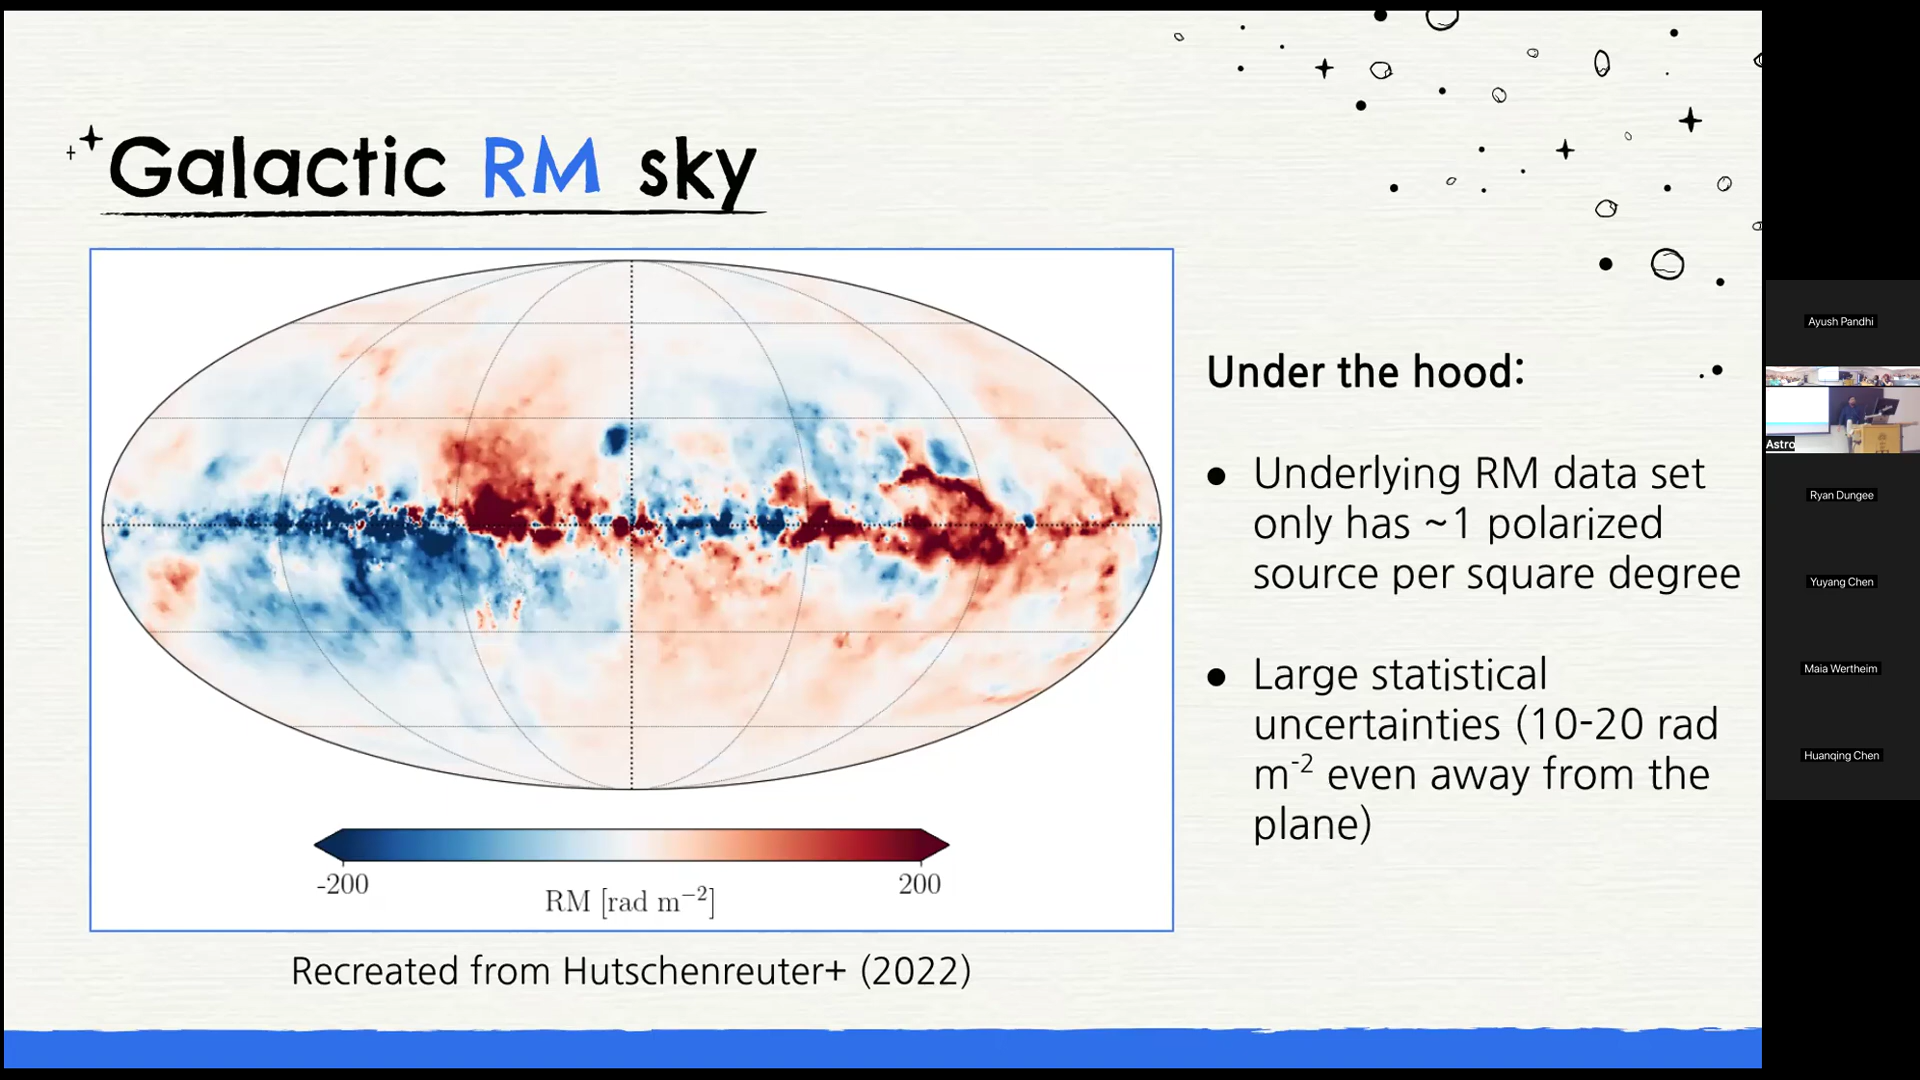 Galactic RM sky
Under the hood:
● Underlying RM data set
only has ~1 polarized
source per square degree
● Large statistical
uncertainties (10-20 rad
m⁻² even away from the
plane)
-200
200
RM [rad m⁻²]
Recreated from Hutschenreuter+ (2022)
Ayush Pandhi
Astro
Ryan Dungee
Yuyang Chen
Maia Wertheim
Huanqing Chen